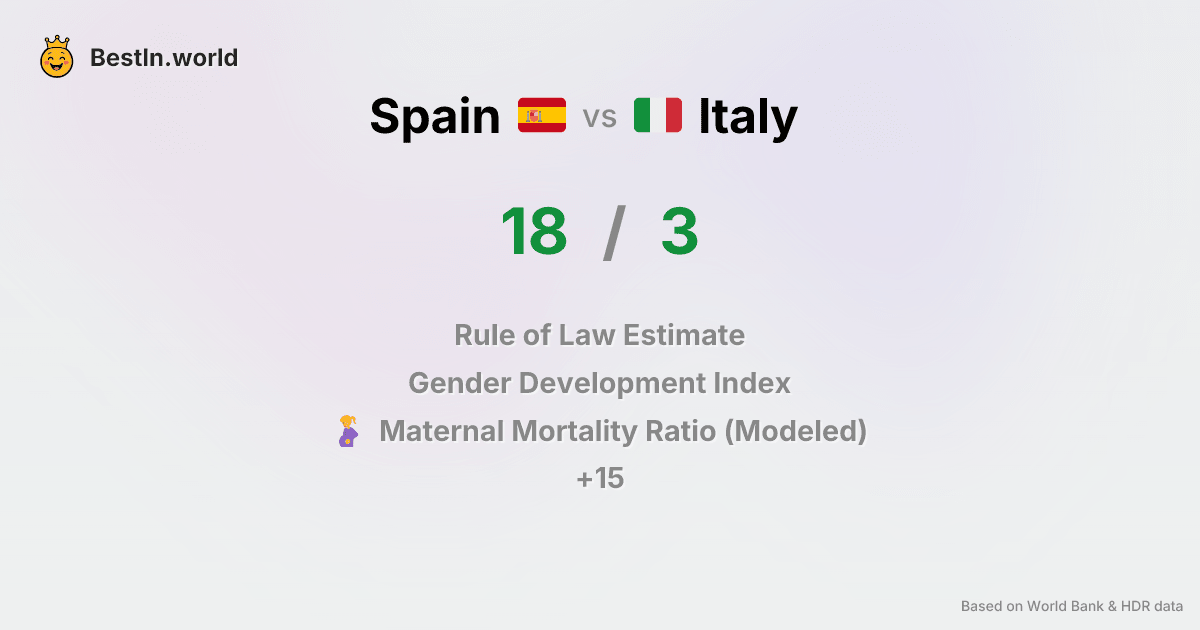 BestIn.world
Spain vs Italy
18 / 3
Rule of Law Estimate
Gender Development Index
Maternal Mortality Ratio (Modeled)
+15
Based on World Bank & HDR data